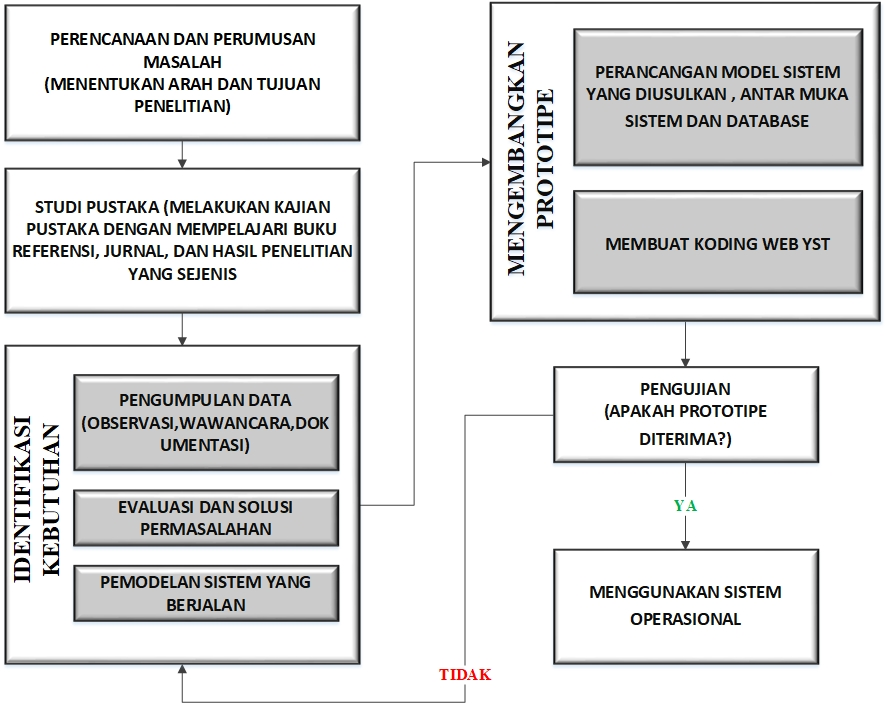 PERENCANAAN DAN PERUMUSAN
MASALAH
(MENENTUKAN ARAH DAN TUJUAN
PENELITIAN)
STUDI PUSTAKA (MELAKUKAN KAJIAN
PUSTAKA DENGAN MEMPELAJARI BUKU
REFERENSI, JURNAL, DAN HASIL PENELITIAN
YANG SEJENIS
IDENTIFIKASI
KEBUTUHAN
PENGUMPULAN DATA
(OBSERVASI,WAWANCARA,DOK
UMENTASI)
EVALUASI DAN SOLUSI
PERMASALAHAN
PEMODELAN SISTEM YANG
BERJALAN
MENGEMBANGKAN
PROTOTIPE
PERANCANGAN MODEL SISTEM
YANG DIUSULKAN , ANTAR MUKA
SISTEM DAN DATABASE
MEMBUAT KODING WEB YST
PENGUJIAN
(APAKAH PROTOTIPE
DITERIMA?)
YA
MENGGUNAKAN SISTEM
OPERASIONAL
TIDAK